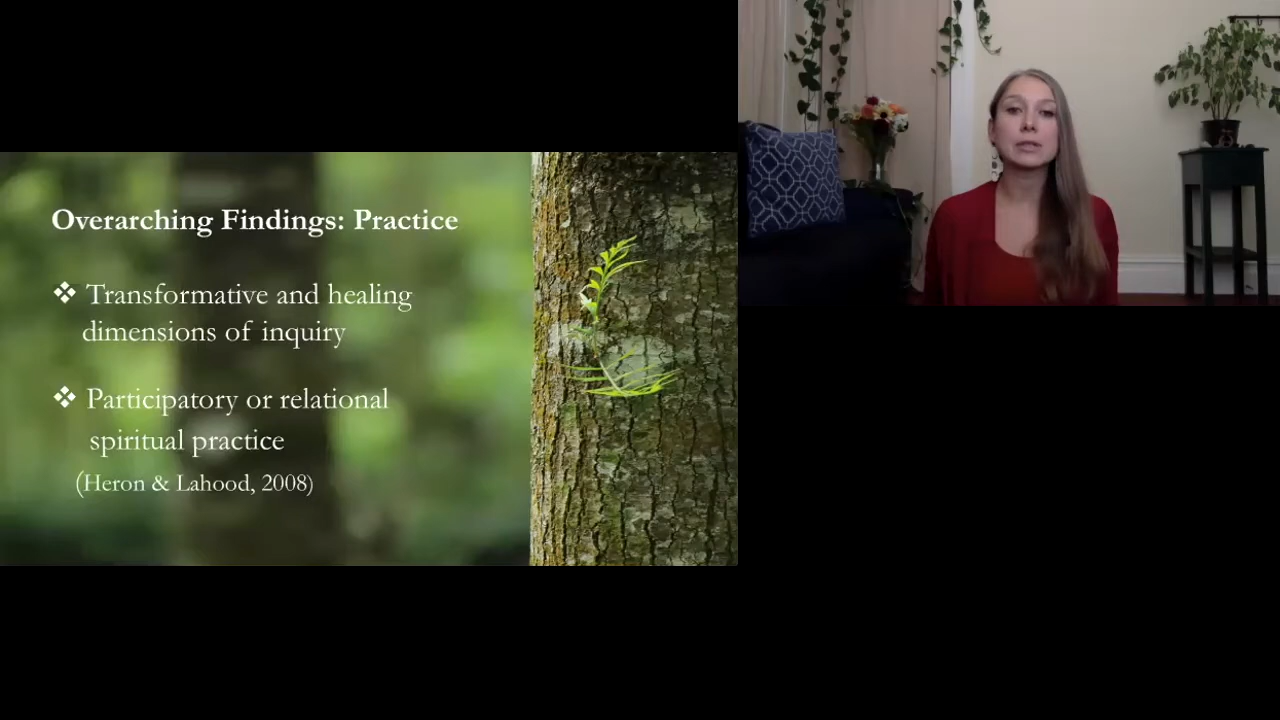 Overarching Findings: Practice
❖ Transformative and healing
dimensions of inquiry
❖ Participatory or relational
spiritual practice
(Heron & Lahood, 2008)